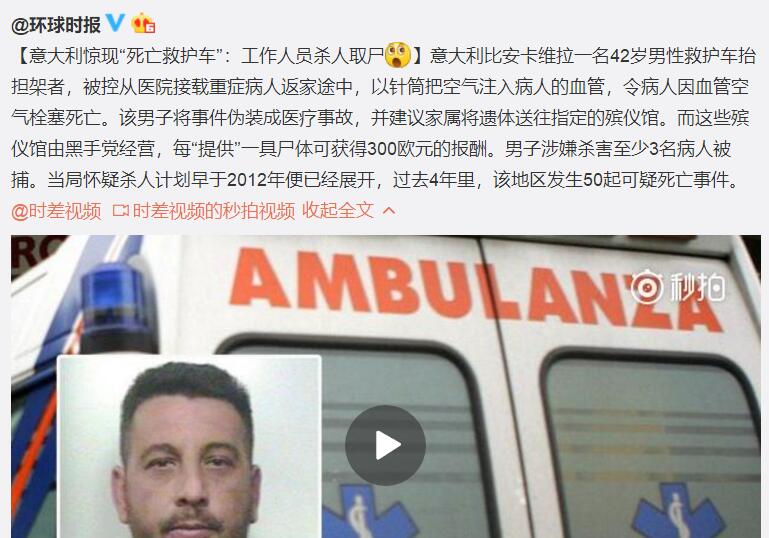 @环球时报
【意大利惊现“死亡救护车”：工作人员杀人取尸】意大利比安卡维拉一名42岁男性救护车抬
担架者，被控从医院接载重症病人返家途中，以针筒把空气注入病人的血管，令病人因血管空
气栓塞死亡。该男子将事件伪装成医疗事故，并建议家属将遗体送往指定的殡仪馆。而这些殡
仪馆由黑手党经营，每“提供”一具尸体可获得300欧元的报酬。男子涉嫌杀害至少3名病人被
捕。当局怀疑杀人计划早于2012年便已经展开，过去4年里，该地区发生50起可疑死亡事件。
@时差视频 时差视频的秒拍视频 收起全文
AMBULANZA
秒拍